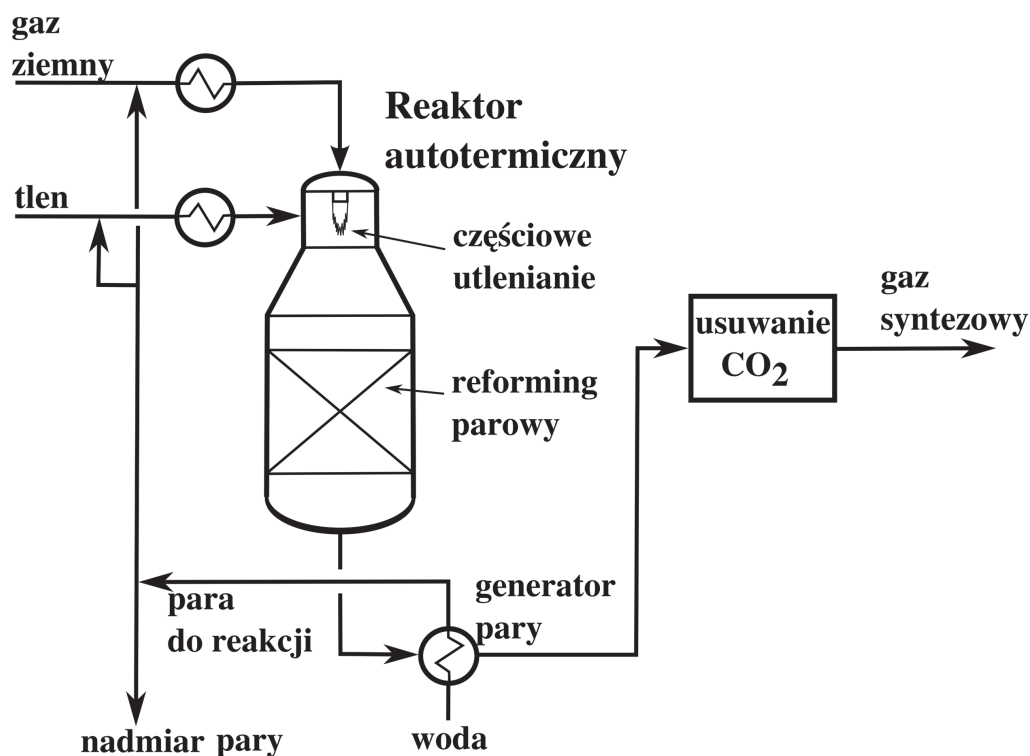 gaz
ziemny
Reaktor
autotermiczny
tlen
częściowe
utlenianie
gaz
syntezowy
usuwanie
CO2
reforming
parowy
generator
pary
para
do reakcji
nadmiar pary
woda